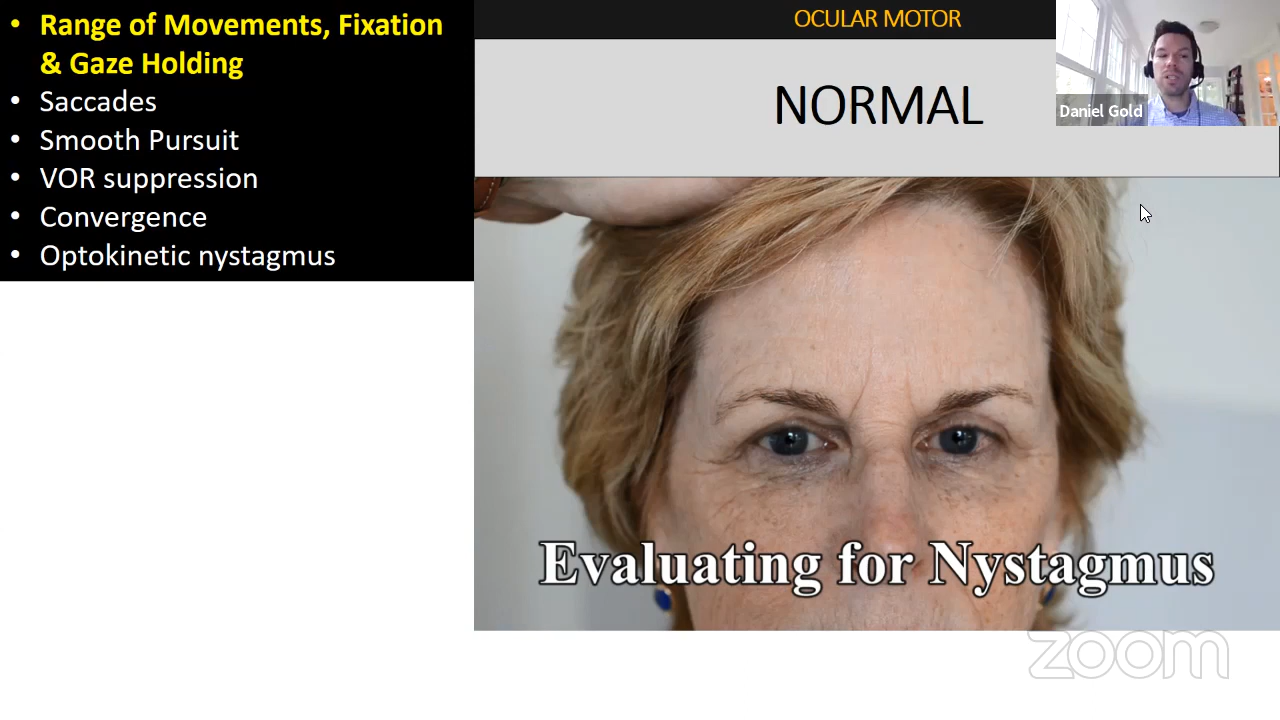 • Range of Movements, Fixation
& Gaze Holding
• Saccades
• Smooth Pursuit
• VOR suppression
• Convergence
• Optokinetic nystagmus
OCULAR MOTOR
NORMAL
Daniel Gold
Evaluating for Nystagmus
zoom